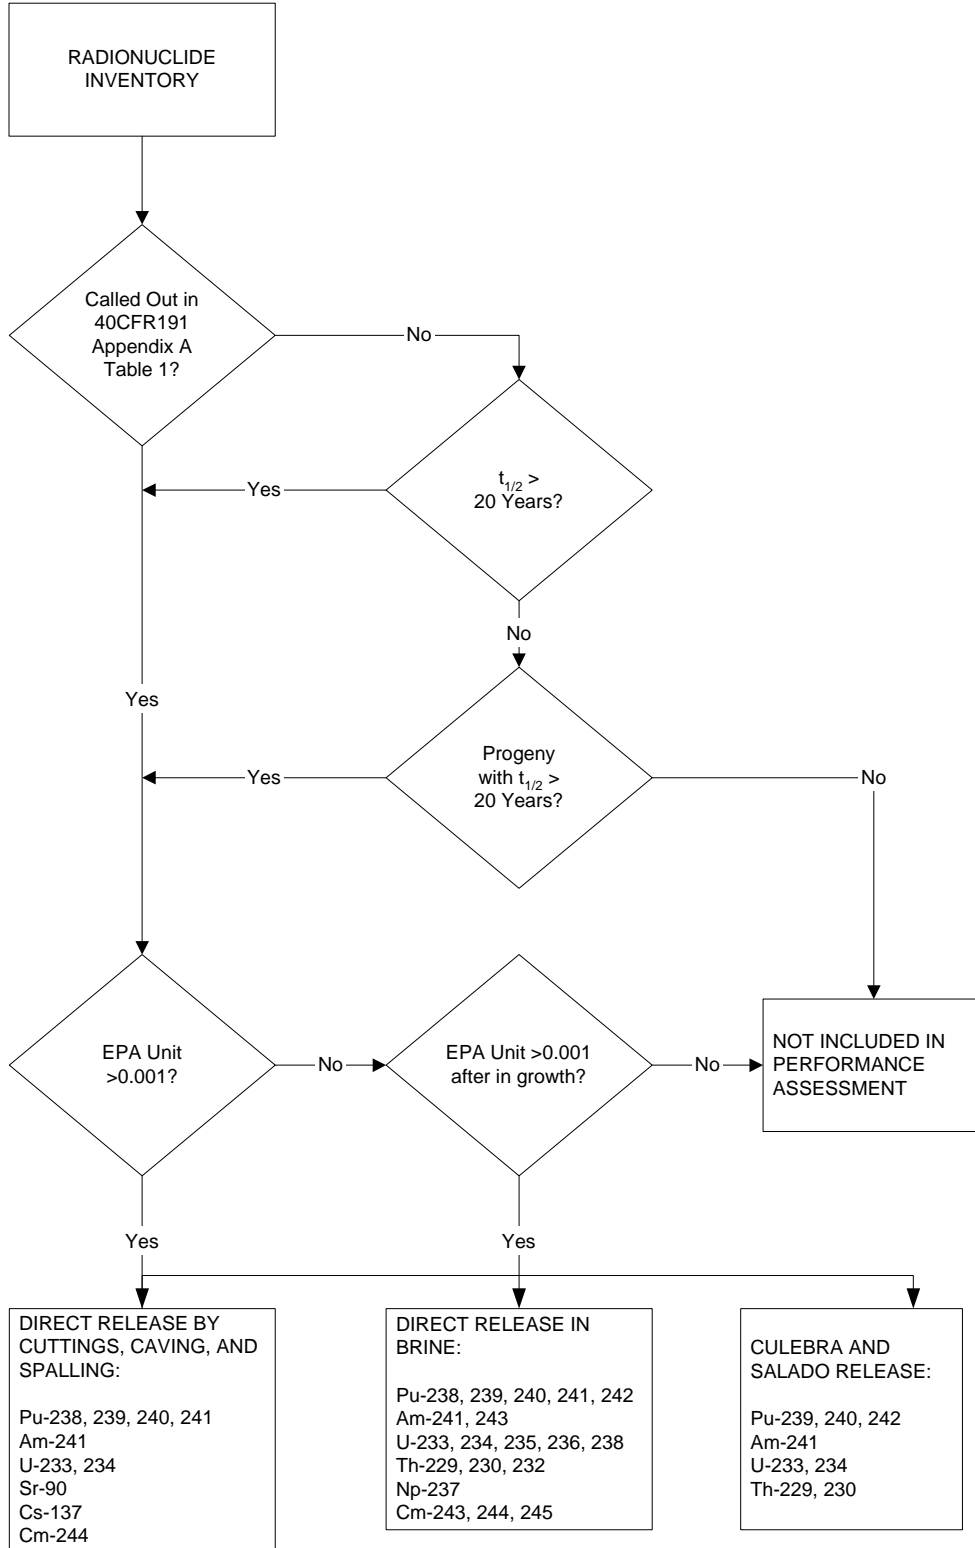 RADIONUCLIDE
INVENTORY
Called Out in
40CFR191
Appendix A
Table 1?
No
t1/2 >
20 Years?
Yes
No
Yes
Progeny
with t1/2 >
20 Years?
Yes
No
EPA Unit
>0.001?
No
EPA Unit >0.001
after in growth?
No
NOT INCLUDED IN
PERFORMANCE
ASSESSMENT
Yes
Yes
DIRECT RELEASE BY
CUTTINGS, CAVING, AND
SPALLING:
Pu-238, 239, 240, 241
Am-241
U-233, 234
Sr-90
Cs-137
Cm-244
DIRECT RELEASE IN
BRINE:
Pu-238, 239, 240, 241, 242
Am-241, 243
U-233, 234, 235, 236, 238
Th-229, 230, 232
Np-237
Cm-243, 244, 245
CULEBRA AND
SALADO RELEASE:
Pu-239, 240, 242
Am-241
U-233, 234
Th-229, 230